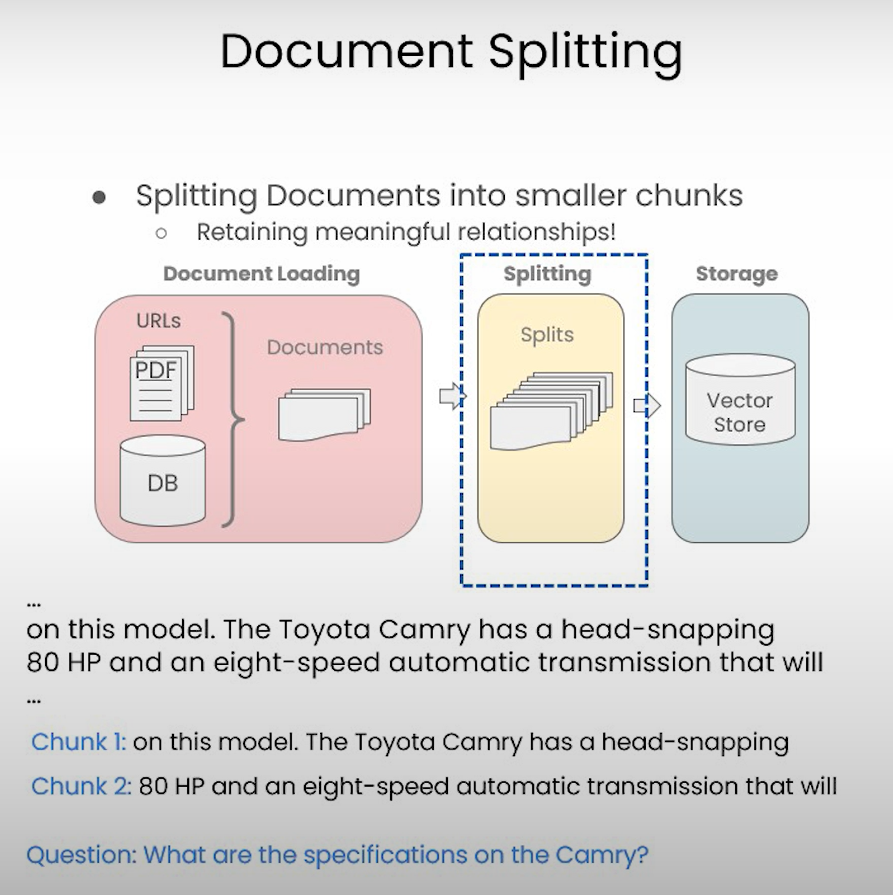 Document Splitting
● Splitting Documents into smaller chunks
○ Retaining meaningful relationships!
Document Loading
Splitting
Storage
URLs
PDF
DB
Documents
Splits
Vector
Store
...
on this model. The Toyota Camry has a head-snapping
80 HP and an eight-speed automatic transmission that will
...
Chunk 1: on this model. The Toyota Camry has a head-snapping
Chunk 2: 80 HP and an eight-speed automatic transmission that will
Question: What are the specifications on the Camry?